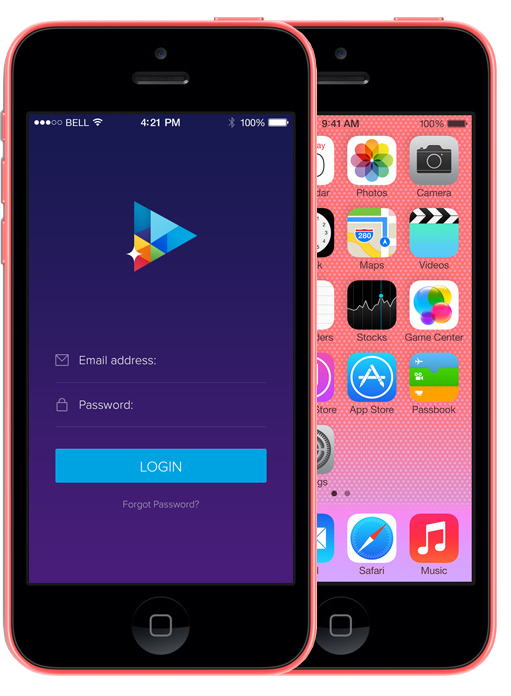 BELL 4:21 PM 100%
Email address:
Password:
LOGIN
Forgot Password?
9:41 AM 100%
day
dar Photos Camera
280
k Maps Videos
ders Stocks Game Center
Store App Store Passbook
gs
l Safari Music